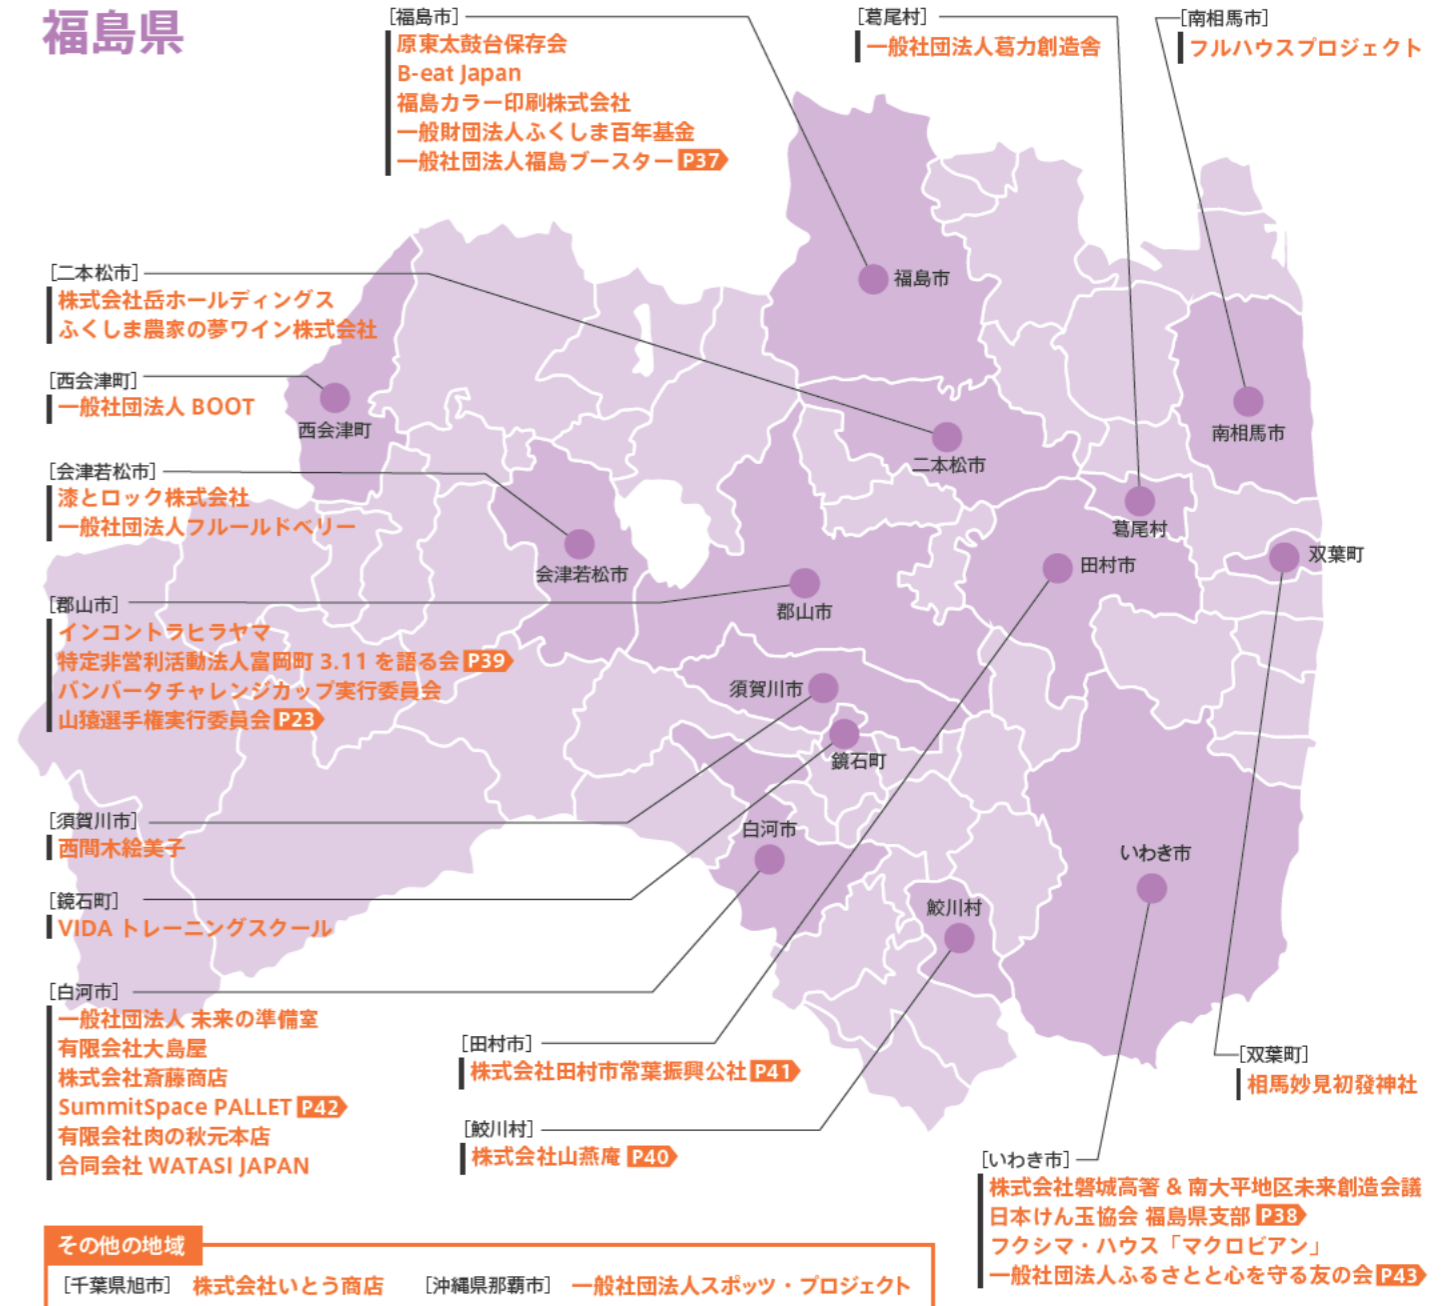 福島県
［福島市］
原東太鼓台保存会
B-eat Japan
福島カラー印刷株式会社
一般財団法人ふくしま百年基金
一般社団法人福島ブースター P37
［葛尾村］
一般社団法人葛力創造舎
［南相馬市］
フルハウスプロジェクト
［二本松市］
株式会社岳ホールディングス
ふくしま農家の夢ワイン株式会社
［西会津町］
一般社団法人 BOOT
［会津若松市］
漆とロック株式会社
一般社団法人フルールドベリー
［郡山市］
インコントラヒラヤマ
特定非営利活動法人富岡町 3.11 を語る会 P39
バンバータチャレンジカップ実行委員会
山猿選手権実行委員会 P23
［須賀川市］
西間木絵美子
［鏡石町］
VIDA トレーニングスクール
［白河市］
一般社団法人 未来の準備室
有限会社大島屋
株式会社斎藤商店
SummitSpace PALLET P42
有限会社肉の秋元本店
合同会社 WATASI JAPAN
福島市
西会津町
二本松市
南相馬市
葛尾村
会津若松市
田村市
双葉町
郡山市
須賀川市
鏡石町
白河市
いわき市
鮫川村
［田村市］
株式会社田村市常葉振興公社 P41
［鮫川村］
株式会社山燕庵 P40
［双葉町］
相馬妙見初發神社
［いわき市］
株式会社磐城高箸 & 南大平地区未来創造会議
日本けん玉協会 福島県支部 P38
フクシマ・ハウス「マクロビアン」
一般社団法人ふるさとと心を守る友の会 P43
その他の地域
［千葉県旭市］ 株式会社いとう商店 ［沖縄県那覇市］ 一般社団法人スポッツ・プロジェクト